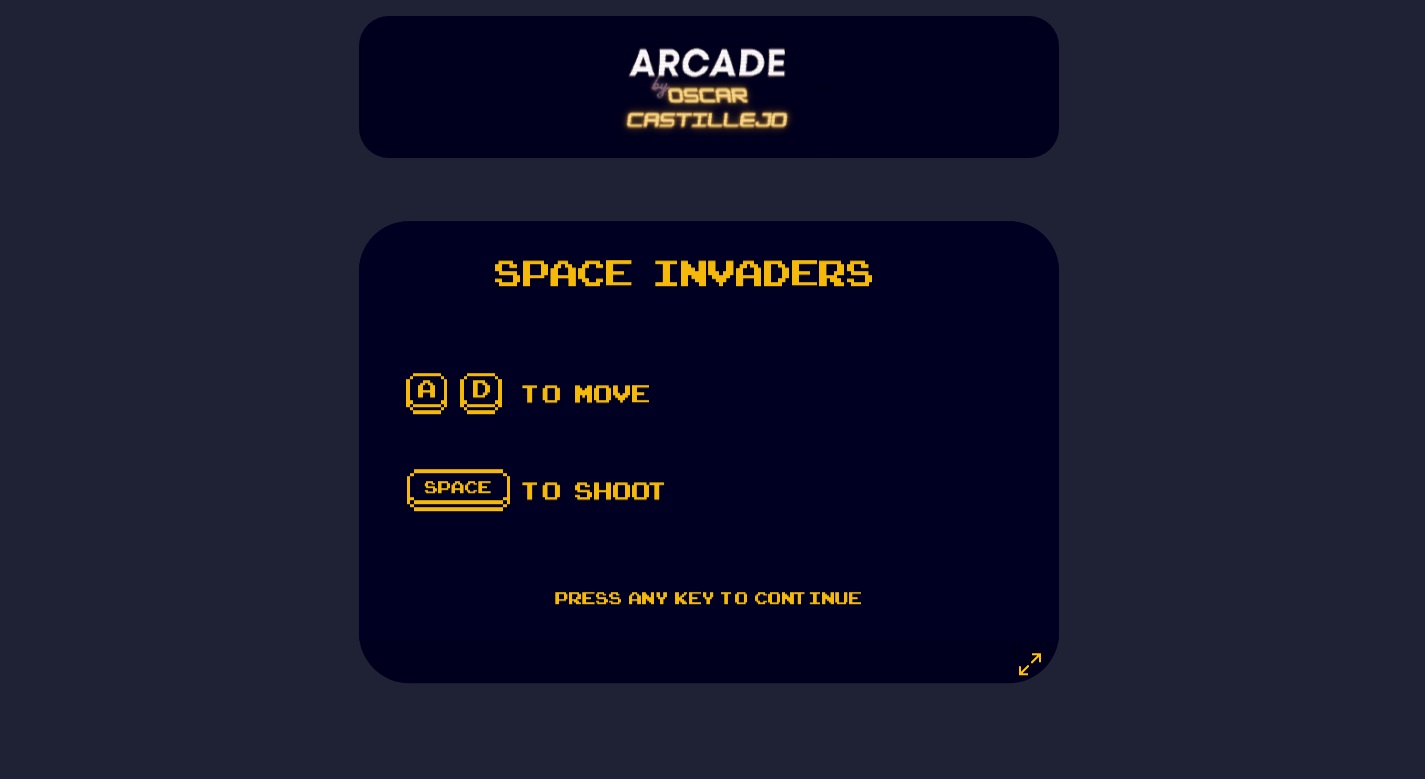 ARCADE
by OSCAR
CASTILLEJO
SPACE INVADERS
A D TO MOVE
SPACE TO SHOOT
PRESS ANY KEY TO CONTINUE